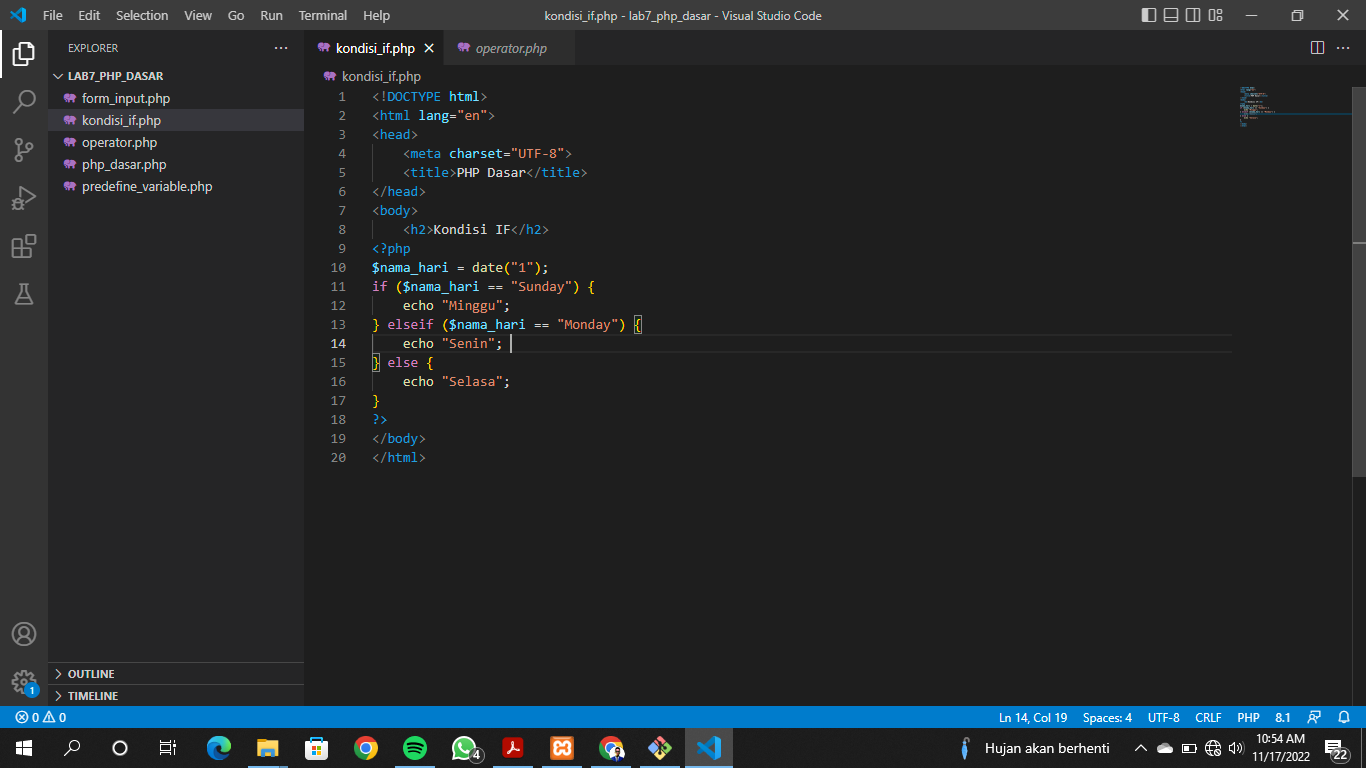 File Edit Selection View Go Run Terminal Help
kondisi_if.php - lab7_php_dasar - Visual Studio Code
EXPLORER
LAB7_PHP_DASAR
form_input.php
kondisi_if.php
operator.php
php_dasar.php
predefine_variable.php
OUTLINE
TIMELINE
kondisi_if.php operator.php
kondisi_if.php
1 <!DOCTYPE html>
2 <html lang="en">
3 <head>
4     <meta charset="UTF-8">
5     <title>PHP Dasar</title>
6 </head>
7 <body>
8     <h2>Kondisi IF</h2>
9 <?php
10 $nama_hari = date("1");
11 if ($nama_hari == "Sunday") {
12     echo "Minggu";
13 } elseif ($nama_hari == "Monday") {
14     echo "Senin";
15 } else {
16     echo "Selasa";
17 }
18 ?>
19 </body>
20 </html>
1
0 0 Ln 14, Col 19 Spaces: 4 UTF-8 CRLF PHP 8.1
4 Hujan akan berhenti 10:54 AM
11/17/2022 22